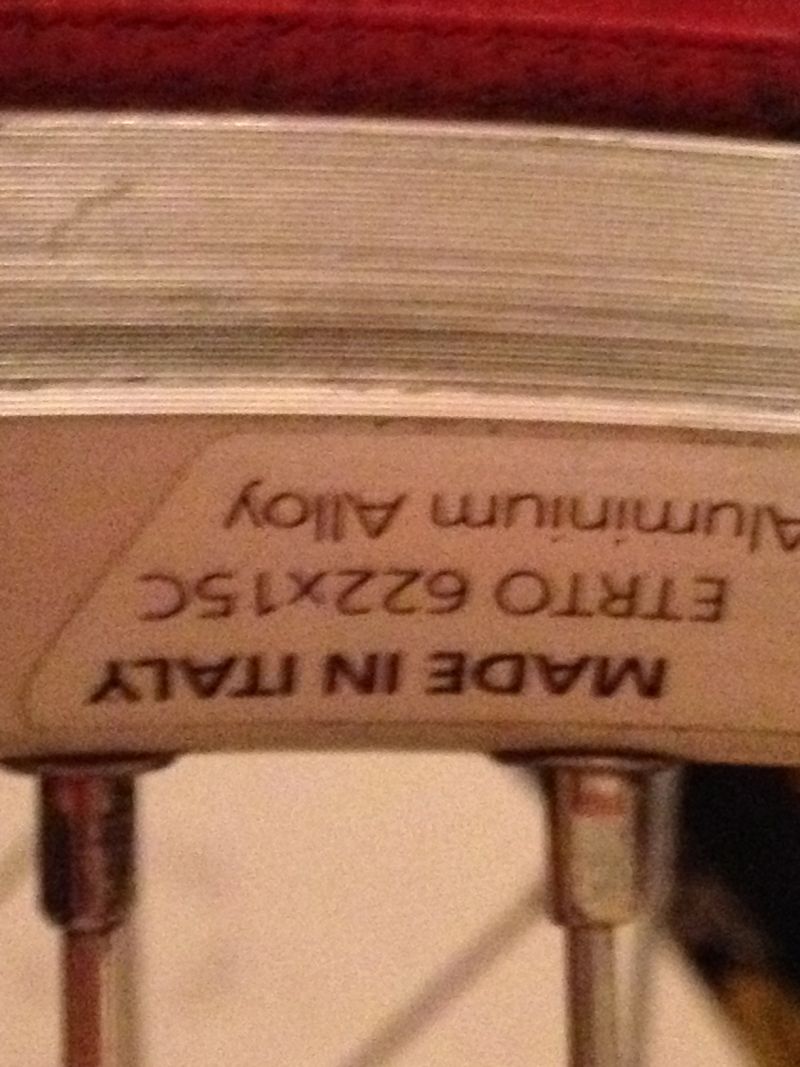 MADE IN ITALY
ETRTO 622x15C
Aluminium Alloy